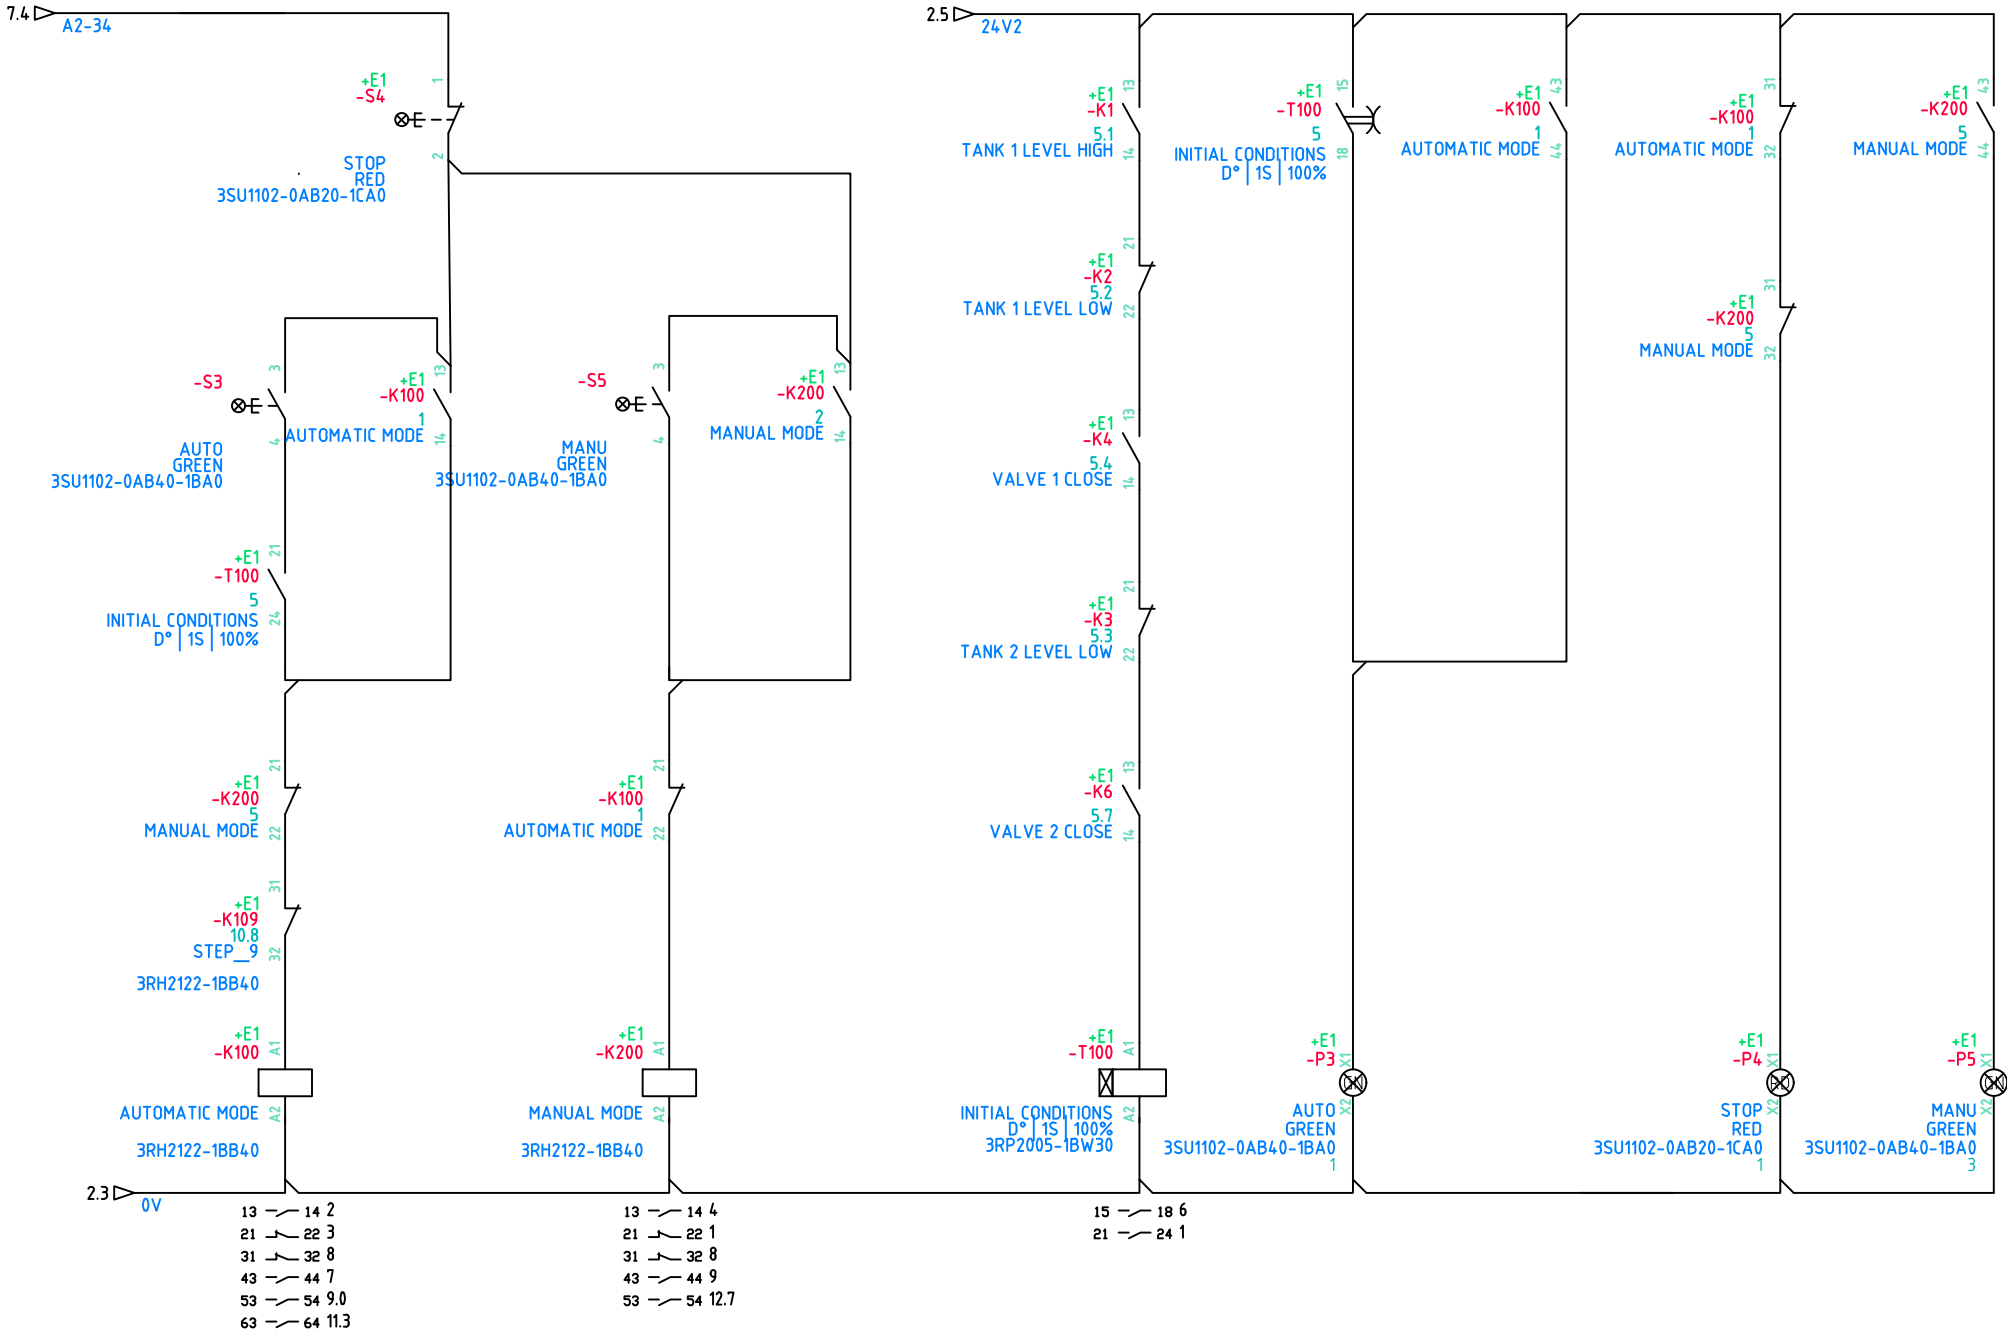 7.4
A2-34
+E1
-S4
1
2
STOP
RED
3SU1102-0AB20-1CA0
-S3
3
4
AUTO
GREEN
3SU1102-0AB40-1BA0
+E1
-K100
1
AUTOMATIC MODE
13
14
-S5
3
4
MANU
GREEN
3SU1102-0AB40-1BA0
+E1
-K200
2
MANUAL MODE
13
14
+E1
-T100
5
INITIAL CONDITIONS
D° | 1S | 100%
21
24
+E1
-K200
5
MANUAL MODE
21
22
+E1
-K109
10.8
STEP__9
3RH2122-1BB40
31
32
+E1
-K100
A1
A2
AUTOMATIC MODE
3RH2122-1BB40
+E1
-K100
1
AUTOMATIC MODE
21
22
+E1
-K200
A1
A2
MANUAL MODE
3RH2122-1BB40
2.3
0V
13 14 2
21 22 3
31 32 8
43 44 7
53 54 9.0
63 64 11.3
13 14 4
21 22 1
31 32 8
43 44 9
53 54 12.7
2.5
24V2
+E1
-K1
5.1
TANK 1 LEVEL HIGH
13
14
+E1
-K2
5.2
TANK 1 LEVEL LOW
21
22
+E1
-K4
5.4
VALVE 1 CLOSE
13
14
+E1
-K3
5.3
TANK 2 LEVEL LOW
21
22
+E1
-K6
5.7
VALVE 2 CLOSE
13
14
+E1
-T100
A1
A2
INITIAL CONDITIONS
D° | 1S | 100%
3RP2005-1BW30
15 18 6
21 24 1
+E1
-T100
5
INITIAL CONDITIONS
D° | 1S | 100%
15
18
+E1
-P3
X1
X2
GN
AUTO
GREEN
3SU1102-0AB40-1BA0
1
+E1
-K100
1
AUTOMATIC MODE
43
44
+E1
-K100
1
AUTOMATIC MODE
31
32
+E1
-K200
5
MANUAL MODE
31
32
+E1
-P4
X1
X2
RD
STOP
RED
3SU1102-0AB20-1CA0
1
+E1
-K200
5
MANUAL MODE
43
44
+E1
-P5
X1
X2
GN
MANU
GREEN
3SU1102-0AB40-1BA0
3